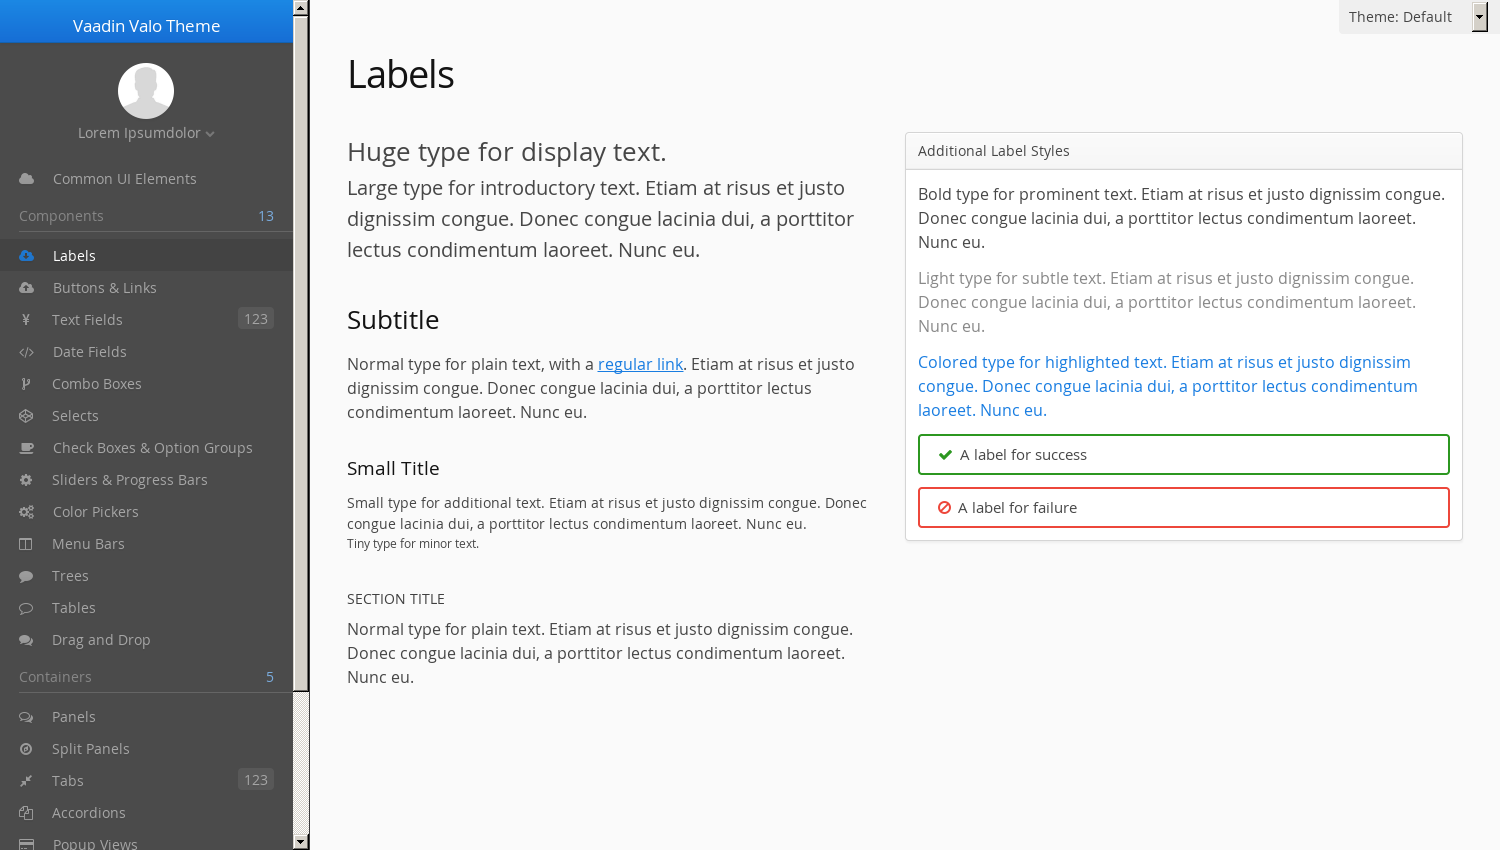 Vaadin Valo Theme
Lorem Ipsumdolor
Common UI Elements
Components 13
Labels
Buttons & Links
Text Fields 123
Date Fields
Combo Boxes
Selects
Check Boxes & Option Groups
Sliders & Progress Bars
Color Pickers
Menu Bars
Trees
Tables
Drag and Drop
Containers 5
Panels
Split Panels
Tabs 123
Accordions
Popup Views
Theme: Default
Labels
Huge type for display text.
Large type for introductory text. Etiam at risus et justo
dignissim congue. Donec congue lacinia dui, a porttitor
lectus condimentum laoreet. Nunc eu.
Subtitle
Normal type for plain text, with a regular link. Etiam at risus et justo
dignissim congue. Donec congue lacinia dui, a porttitor lectus
condimentum laoreet. Nunc eu.
Small Title
Small type for additional text. Etiam at risus et justo dignissim congue. Donec
congue lacinia dui, a porttitor lectus condimentum laoreet. Nunc eu.
Tiny type for minor text.
SECTION TITLE
Normal type for plain text. Etiam at risus et justo dignissim congue.
Donec congue lacinia dui, a porttitor lectus condimentum laoreet.
Nunc eu.
Additional Label Styles
Bold type for prominent text. Etiam at risus et justo dignissim congue.
Donec congue lacinia dui, a porttitor lectus condimentum laoreet.
Nunc eu.
Light type for subtle text. Etiam at risus et justo dignissim congue.
Donec congue lacinia dui, a porttitor lectus condimentum laoreet.
Nunc eu.
Colored type for highlighted text. Etiam at risus et justo dignissim
congue. Donec congue lacinia dui, a porttitor lectus condimentum
laoreet. Nunc eu.
A label for success
A label for failure